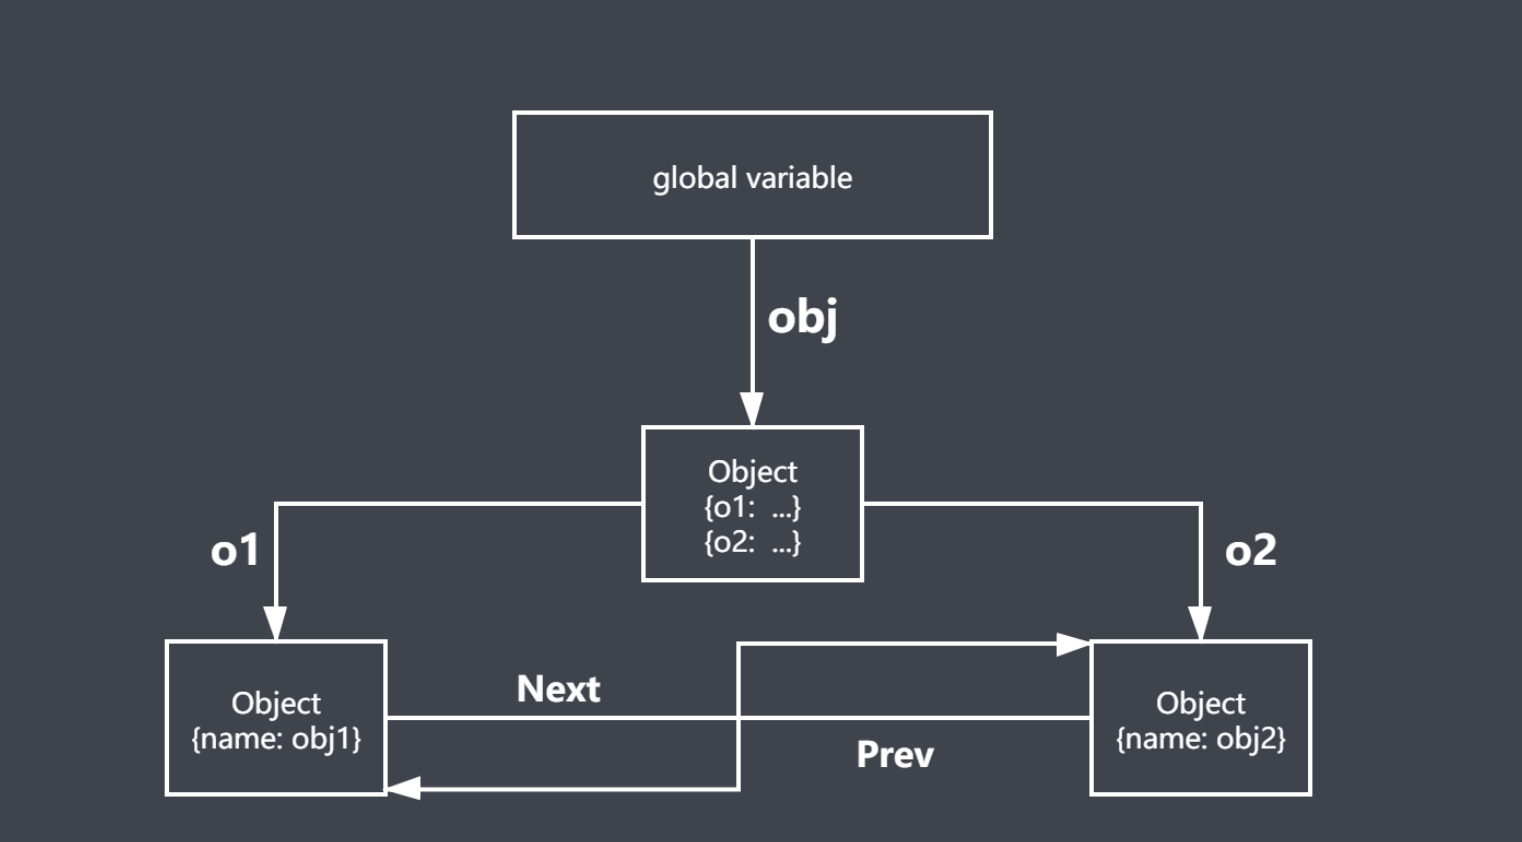 global variable
obj
Object
{o1:  ...}
{o2:  ...}
o1
o2
Next
Prev
Object
{name: obj1}
Object
{name: obj2}